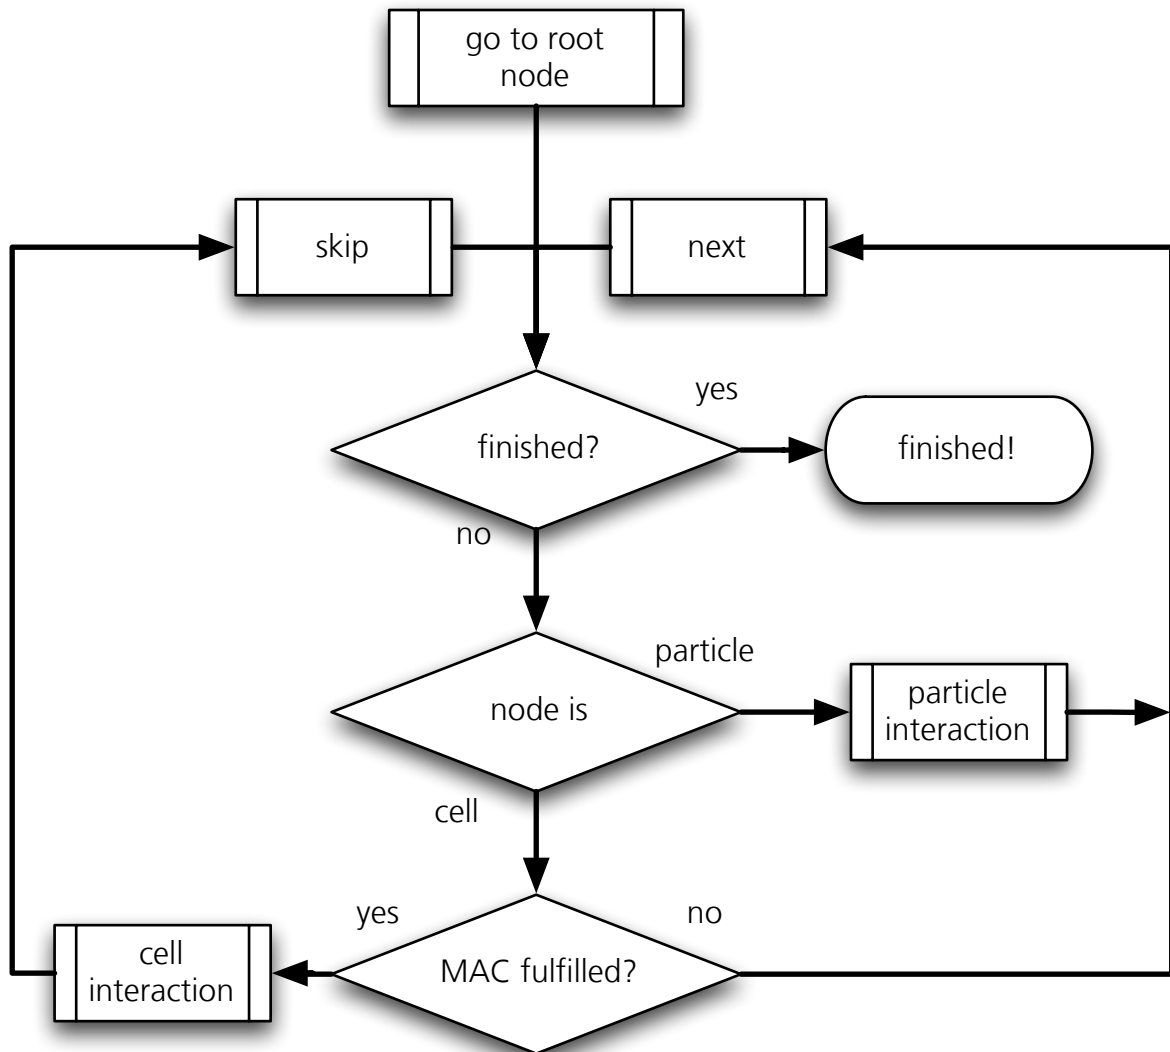 go to root
node
skip
next
yes
finished?
finished!
no
particle
node is
particle
interaction
cell
yes
no
cell
interaction
MAC fulfilled?